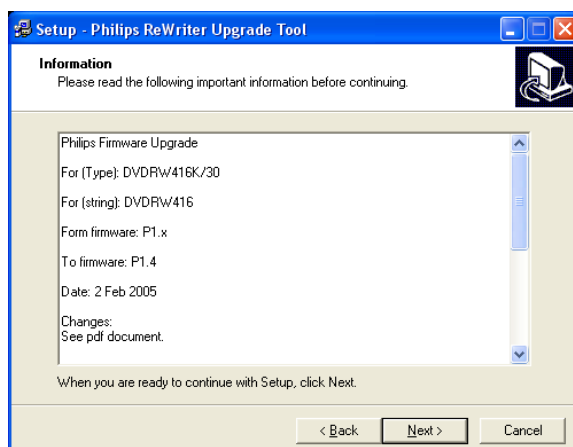 Setup - Philips ReWriter Upgrade Tool
Information
Please read the following important information before continuing.
Philips Firmware Upgrade
For (Type): DVDRW416K/30
For (string): DVDRW416
Form firmware: P1.x
To firmware: P1.4
Date: 2 Feb 2005
Changes:
See pdf document.
When you are ready to continue with Setup, click Next.
< Back Next > Cancel